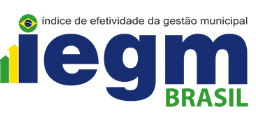 índice de efetividade da gestão municipal
iegm
BRASIL